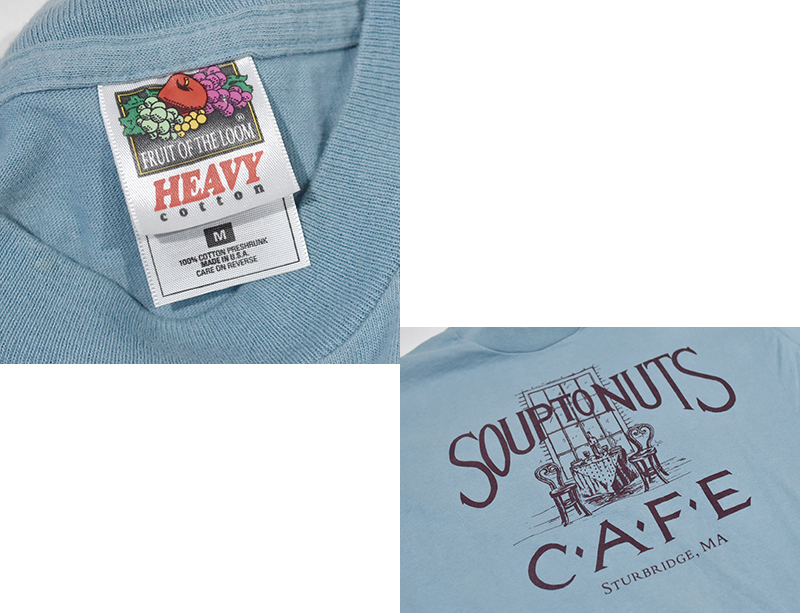 FRUIT OF THE LOOM®
HEAVY
cotton
M
100% COTTON PRESHRUNK
MADE IN U.S.A.
CARE ON REVERSE
SOUP TO NUTS
C•A•F•E
STURBRIDGE, MA